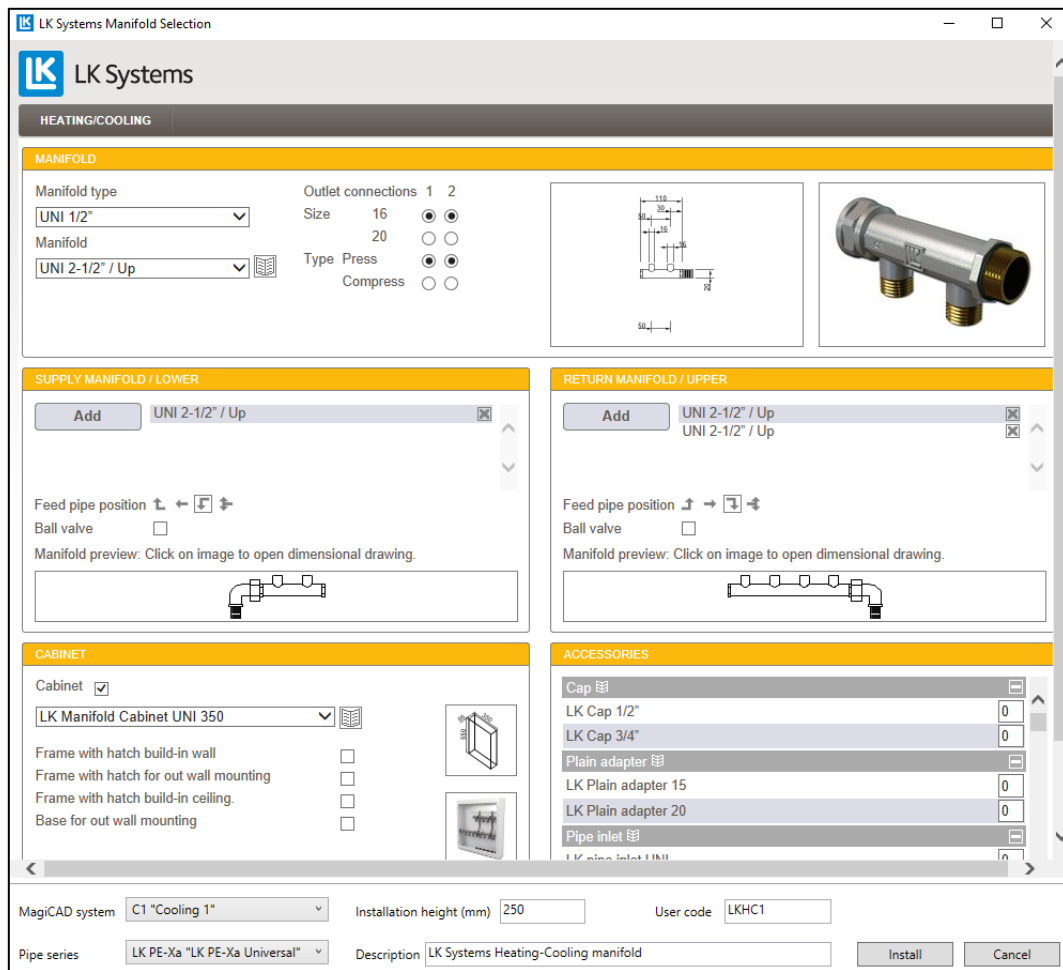 LK Systems Manifold Selection
LK Systems
HEATING/COOLING
MANIFOLD
Manifold type
UNI 1/2"
Manifold
UNI 2-1/2" / Up
Outlet connections 1 2
Size 16
20
Type Press
Compress
110
30
50
16
16
20
50
SUPPLY MANIFOLD / LOWER
Add
UNI 2-1/2" / Up
Feed pipe position
Ball valve
Manifold preview: Click on image to open dimensional drawing.
RETURN MANIFOLD / UPPER
Add
UNI 2-1/2" / Up
UNI 2-1/2" / Up
Feed pipe position
Ball valve
Manifold preview: Click on image to open dimensional drawing.
CABINET
Cabinet
LK Manifold Cabinet UNI 350
Frame with hatch build-in wall
Frame with hatch for out wall mounting
Frame with hatch build-in ceiling.
Base for out wall mounting
350
550
ACCESSORIES
Cap
LK Cap 1/2" 0
LK Cap 3/4" 0
Plain adapter
LK Plain adapter 15 0
LK Plain adapter 20 0
Pipe inlet
LK pipe inlet UNI 0
MagiCAD system C1 "Cooling 1"
Installation height (mm) 250
User code LKHC1
Pipe series LK PE-Xa "LK PE-Xa Universal"
Description LK Systems Heating-Cooling manifold
Install
Cancel